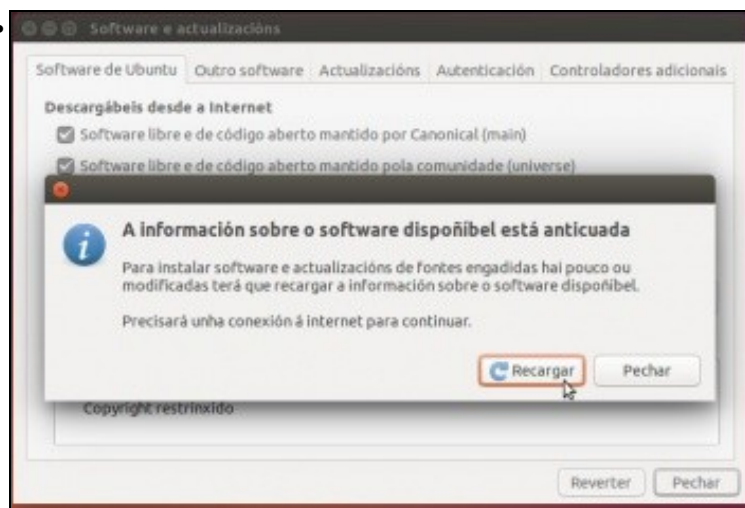 Software e actualizacións
Software de Ubuntu Outro software Actualizacións Autenticación Controladores adicionais
Descargábeis desde a Internet
Software libre e de código aberto mantido por Canonical (main)
Software libre e de código aberto mantido pola comunidade (universe)
A información sobre o software dispoñíbel está anticuada
Para instalar software e actualizacións de fontes engadidas hai pouco ou
modificadas terá que recargar a información sobre o software dispoñíbel.
Precisará unha conexión á internet para continuar.
Recargar Pechar
Copyright restrinxido
Reverter Pechar